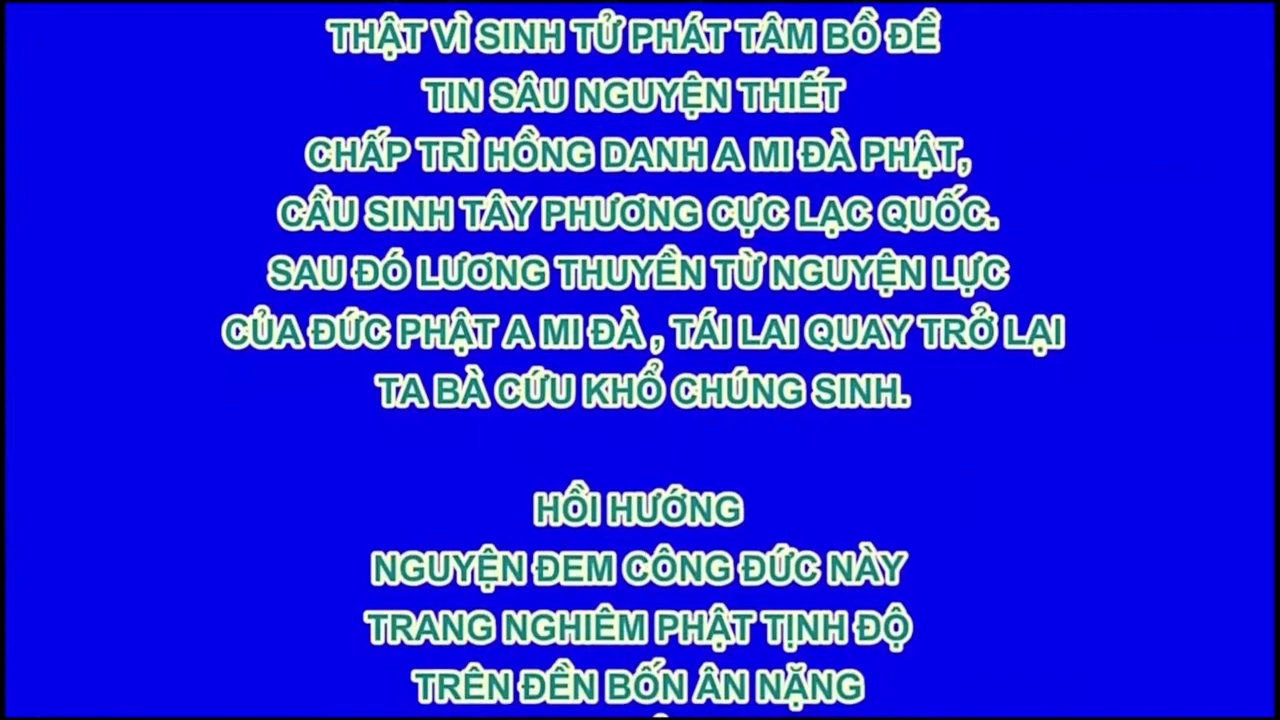 THẬT VÌ SINH TỬ PHÁT TÂM BỒ ĐỀ
TIN SÂU NGUYỆN THIẾT
CHẤP TRÌ HỒNG DANH A MI ĐÀ PHẬT,
CẦU SINH TÂY PHƯƠNG CỰC LẠC QUỐC.
SAU ĐÓ LƯƠNG THUYỀN TỪ NGUYỆN LỰC
CỦA ĐỨC PHẬT A MI ĐÀ , TÁI LAI QUAY TRỞ LẠI
TA BÀ CỨU KHỔ CHÚNG SINH.
HỒI HƯỚNG
NGUYỆN ĐEM CÔNG ĐỨC NÀY
TRANG NGHIÊM PHẬT TỊNH ĐỘ
TRÊN ĐỀN BỐN ÂN NẶNG